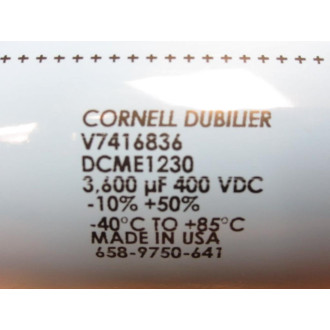 +++++++++++++++++++++++++++
CORNELL DUBILIER
V7416836
DCME1230
3,600 µF 400 VDC
-10% +50%
-40°C TO +85°C
MADE IN USA
658-9750-641